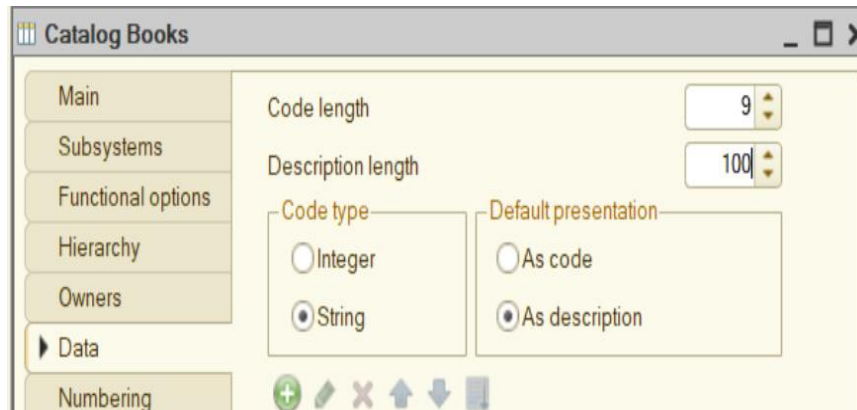 Catalog Books
Main
Subsystems
Functional options
Hierarchy
Owners
Data
Numbering
Code length 9
Description length 100
Code type
Integer
String
Default presentation
As code
As description